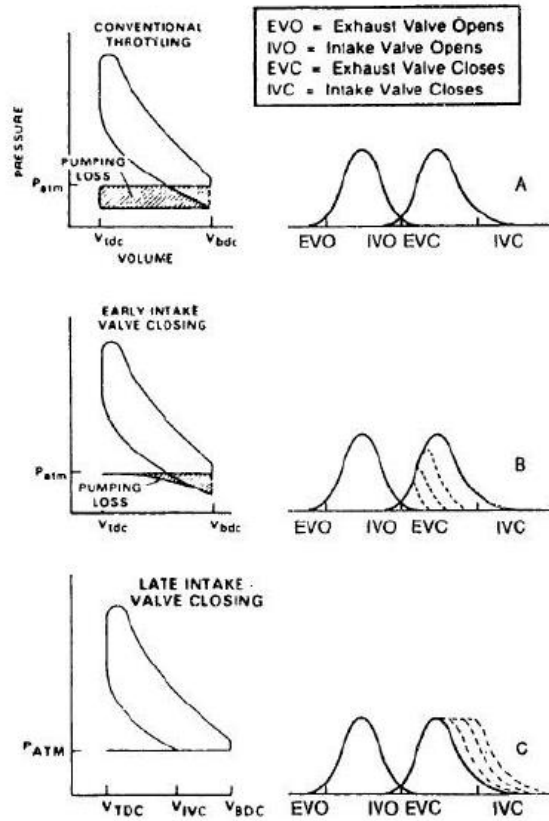 CONVENTIONAL
THROTTLING
EVO = Exhaust Valve Opens
IVO = Intake Valve Opens
EVC = Exhaust Valve Closes
IVC = Intake Valve Closes
PRESSURE
PUMPING
LOSS
Patm
Vtdc
Vbdc
VOLUME
A
EVO
IVO
EVC
IVC
EARLY INTAKE
VALVE CLOSING
Patm
PUMPING
LOSS
Vtdc
Vbdc
B
EVO
IVO
EVC
IVC
LATE INTAKE
VALVE CLOSING
PATM
VTDC
VIVC
VBDC
C
EVO
IVO
EVC
IVC